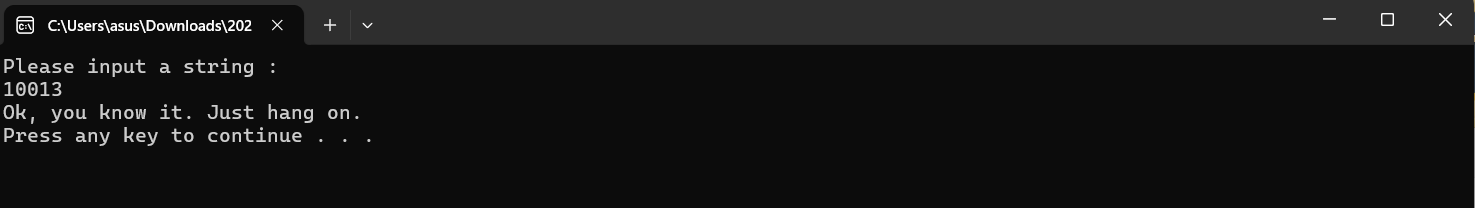 C:\Users\asus\Downloads\202
Please input a string :
10013
Ok, you know it. Just hang on.
Press any key to continue . . .